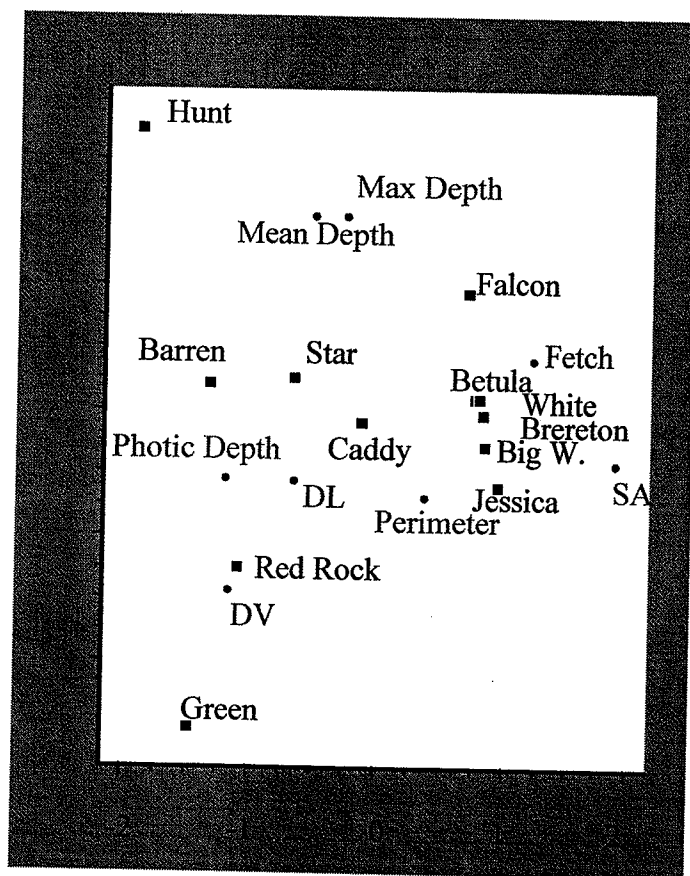 Hunt
Max Depth
Mean Depth
Falcon
Barren
Star
Fetch
Betula
White
Brereton
Photic Depth
Caddy
Big W.
DL
Jessica
SA
Perimeter
Red Rock
DV
Green